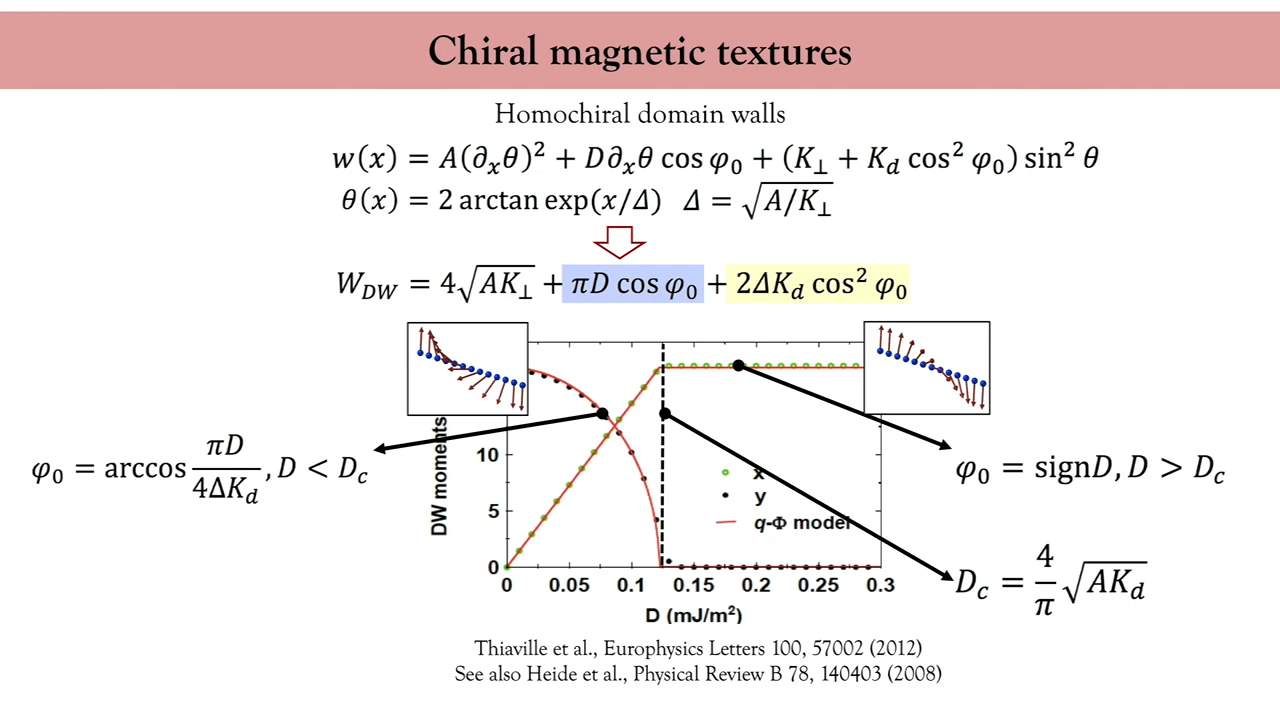 Chiral magnetic textures
Homochiral domain walls
w(x) = A(∂ₓθ)² + D∂ₓθ cos φ₀ + (K⊥ + K_d cos² φ₀) sin² θ
θ(x) = 2 arctan exp(x/Δ)  Δ = √(A/K⊥)
W_DW = 4√(AK⊥) + πD cos φ₀ + 2ΔK_d cos² φ₀
φ₀ = arccos πD/(4ΔK_d), D < D_c
φ₀ = signD, D > D_c
D_c = 4/π √(AK_d)
DW moments
10
5
0
x
y
q-Φ model
0 0.05 0.1 0.15 0.2 0.25 0.3
D (mJ/m²)
Thiaville et al., Europhysics Letters 100, 57002 (2012)
See also Heide et al., Physical Review B 78, 140403 (2008)